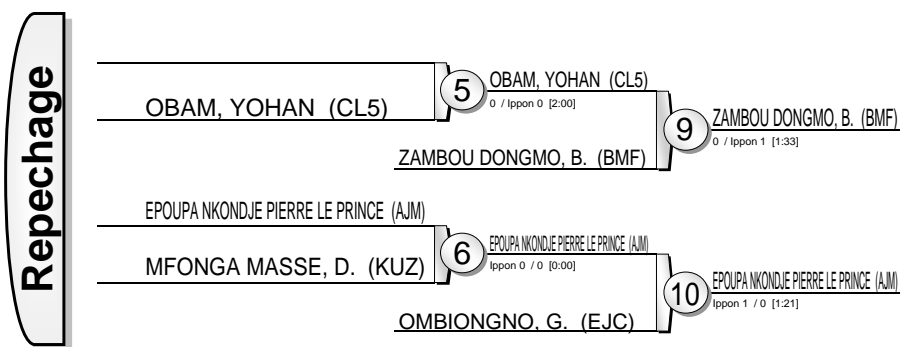 Repechage
OBAM, YOHAN (CL5)
5
OBAM, YOHAN (CL5)
0 / Ippon 0 [2:00]
ZAMBOU DONGMO, B. (BMF)
9
ZAMBOU DONGMO, B. (BMF)
0 / Ippon 1 [1:33]
EPOUPA NKONDJE PIERRE LE PRINCE (AJM)
MFONGA MASSE, D. (KUZ)
6
EPOUPA NKONDJE PIERRE LE PRINCE (AJM)
Ippon 0 / 0 [0:00]
OMBIONGNO, G. (EJC)
10
EPOUPA NKONDJE PIERRE LE PRINCE (AJM)
Ippon 1 / 0 [1:21]